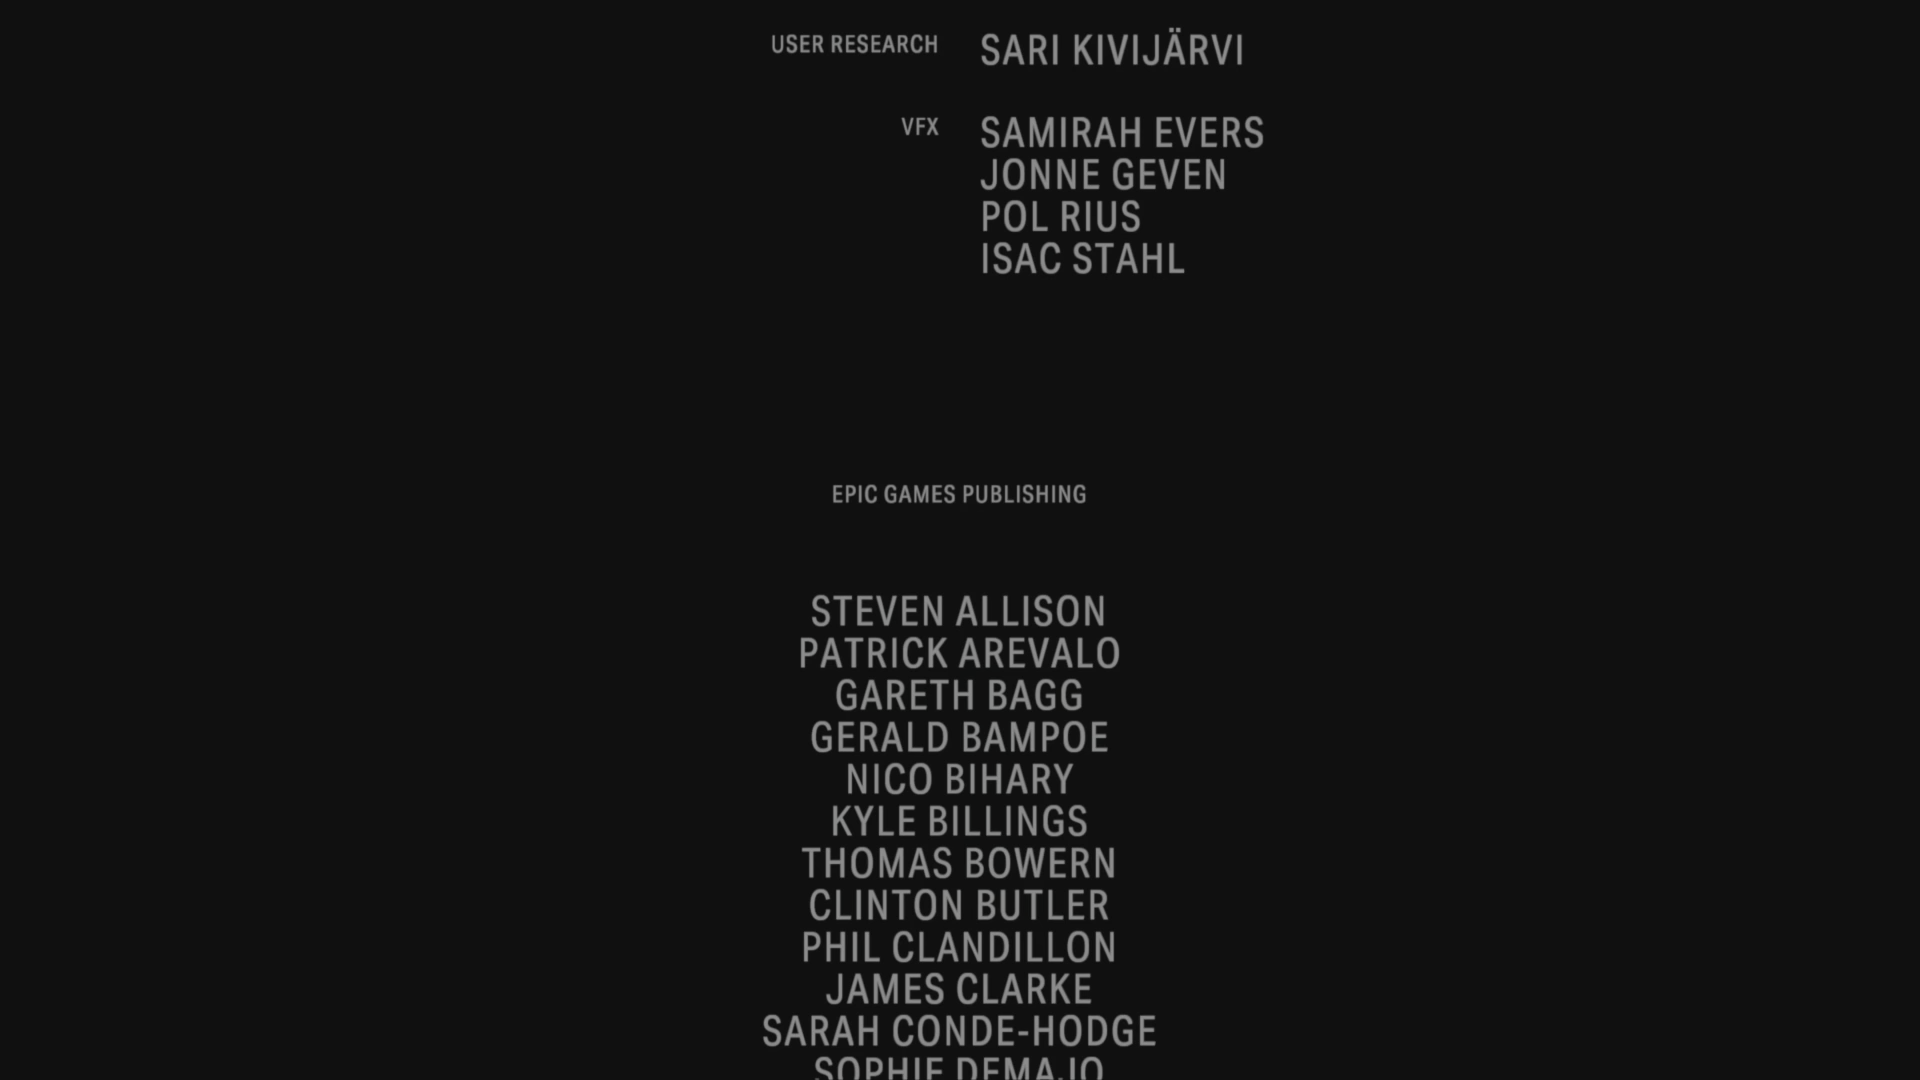 USER RESEARCH SARI KIVIJÄRVI
VFX SAMIRAH EVERS
JONNE GEVEN
POL RIUS
ISAC STAHL
EPIC GAMES PUBLISHING
STEVEN ALLISON
PATRICK AREVALO
GARETH BAGG
GERALD BAMPOE
NICO BIHARY
KYLE BILLINGS
THOMAS BOWERN
CLINTON BUTLER
PHIL CLANDILLON
JAMES CLARKE
SARAH CONDE-HODGE
SOPHIE DEMAJO